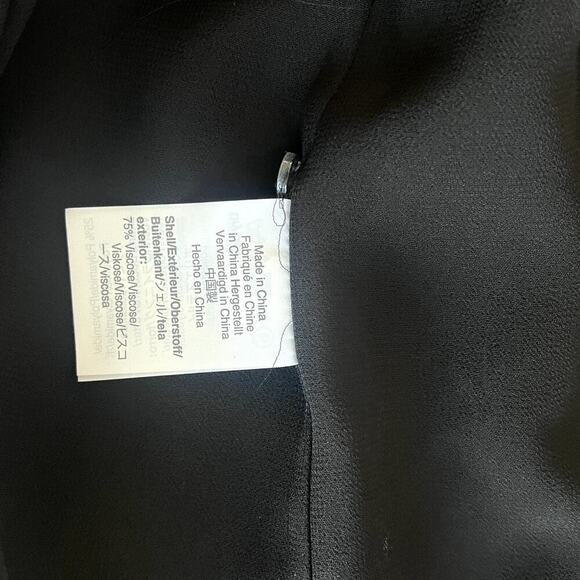 Made in China
Fabriqué en Chine
in China Hergestellt
Vervaardigd in China
中国製
Hecho en China
Shell/Extérieur/Oberstoff/
Buitenkant/シェル/tela
exterior:
75% Viscose/Viscose/
Viskose/Viscose/ビスコ
ース/viscosa